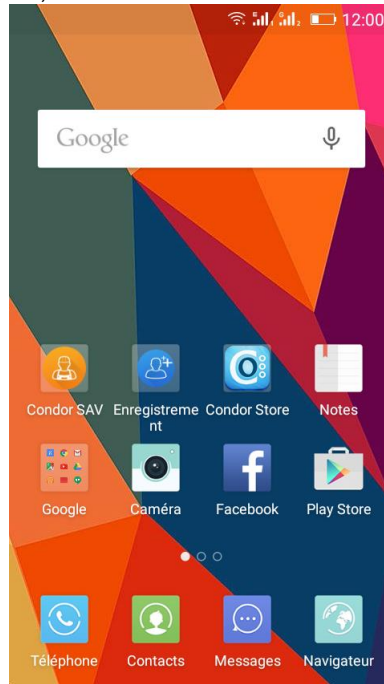 12:00
Google
Condor SAV Enregistreme Condor Store Notes
nt
Google Caméra Facebook Play Store
Téléphone Contacts Messages Navigateur